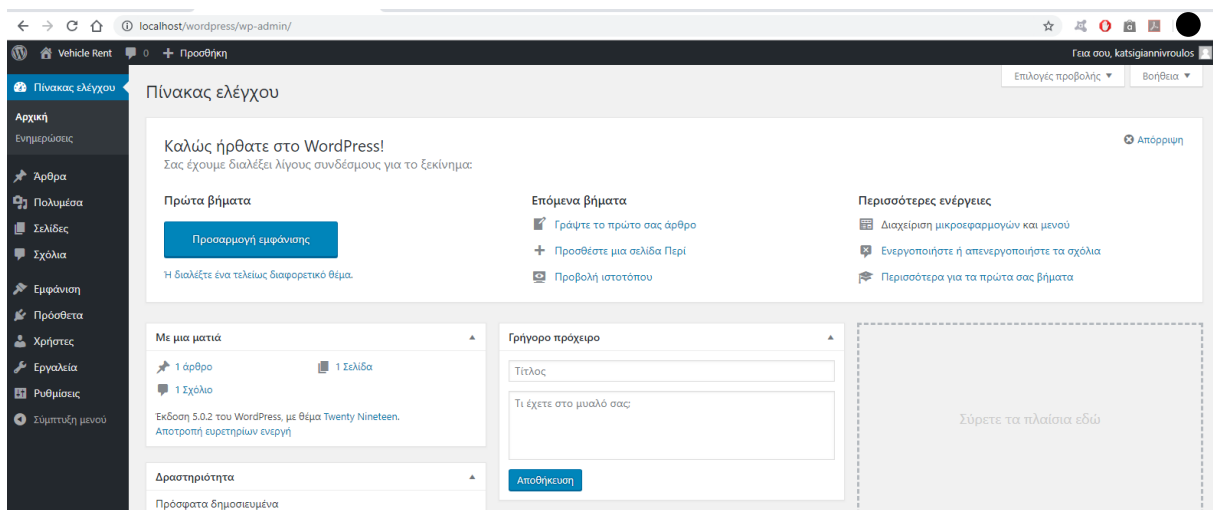 localhost/wordpress/wp-admin/
Vehicle Rent 0 + Προσθήκη Γεια σου, katsigiannivroulos
Επιλογές προβολής ▼ Βοήθεια ▼
Πίνακας ελέγχου
Αρχική
Ενημερώσεις
Άρθρα
Πολυμέσα
Σελίδες
Σχόλια
Εμφάνιση
Πρόσθετα
Χρήστες
Εργαλεία
Ρυθμίσεις
Σύμπτυξη μενού
Πίνακας ελέγχου
Καλώς ήρθατε στο WordPress!
Απόρριψη
Σας έχουμε διαλέξει λίγους συνδέσμους για το ξεκίνημα:
Πρώτα βήματα
Προσαρμογή εμφάνισης
Ή διαλέξτε ένα τελείως διαφορετικό θέμα.
Επόμενα βήματα
Γράψτε το πρώτο σας άρθρο
Προσθέστε μια σελίδα Περί
Προβολή ιστοτόπου
Περισσότερες ενέργειες
Διαχείριση μικροεφαρμογών και μενού
Ενεργοποιήστε ή απενεργοποιήστε τα σχόλια
Περισσότερα για τα πρώτα σας βήματα
Με μια ματιά
1 άρθρο 1 Σελίδα
1 Σχόλιο
Έκδοση 5.0.2 του WordPress, με θέμα Twenty Nineteen.
Αποτροπή ευρετηρίων ενεργή
Δραστηριότητα
Πρόσφατα δημοσιευμένα
Γρήγορο πρόχειρο
Τίτλος
Τι έχετε στο μυαλό σας;
Αποθήκευση
Σύρετε τα πλαίσια εδώ